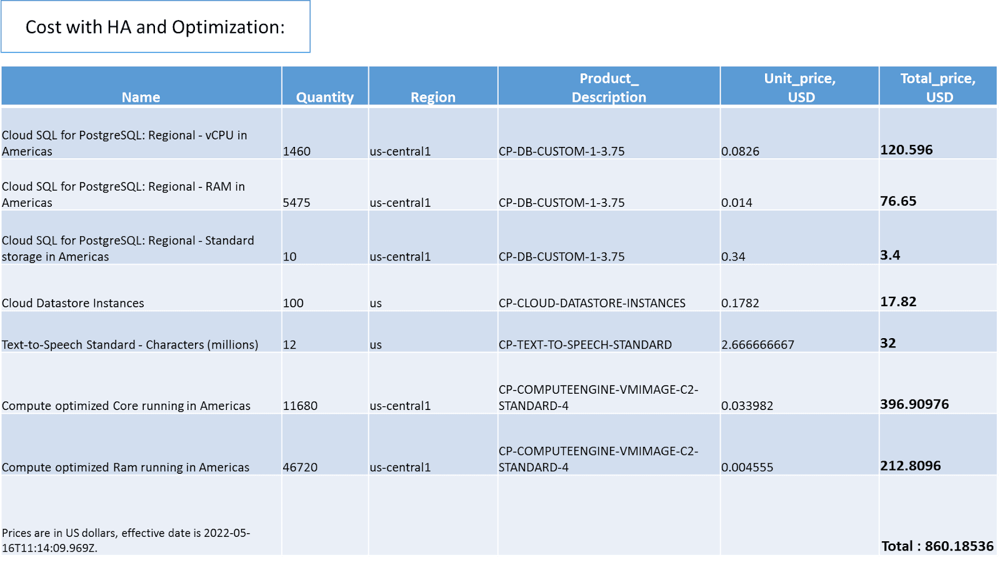 Cost with HA and Optimization:
Name Quantity Region Product_ Description Unit_price, USD Total_price, USD
Cloud SQL for PostgreSQL: Regional - vCPU in
Americas 1460 us-central1 CP-DB-CUSTOM-1-3.75 0.0826 120.596
Cloud SQL for PostgreSQL: Regional - RAM in
Americas 5475 us-central1 CP-DB-CUSTOM-1-3.75 0.014 76.65
Cloud SQL for PostgreSQL: Regional - Standard
storage in Americas 10 us-central1 CP-DB-CUSTOM-1-3.75 0.34 3.4
Cloud Datastore Instances 100 us CP-CLOUD-DATASTORE-INSTANCES 0.1782 17.82
Text-to-Speech Standard - Characters (millions) 12 us CP-TEXT-TO-SPEECH-STANDARD 2.666666667 32
CP-COMPUTEENGINE-VMIMAGE-C2-
Compute optimized Core running in Americas 11680 us-central1 STANDARD-4 0.033982 396.90976
CP-COMPUTEENGINE-VMIMAGE-C2-
Compute optimized Ram running in Americas 46720 us-central1 STANDARD-4 0.004555 212.8096
Prices are in US dollars, effective date is 2022-05-
16T11:14:09.969Z. Total : 860.18536